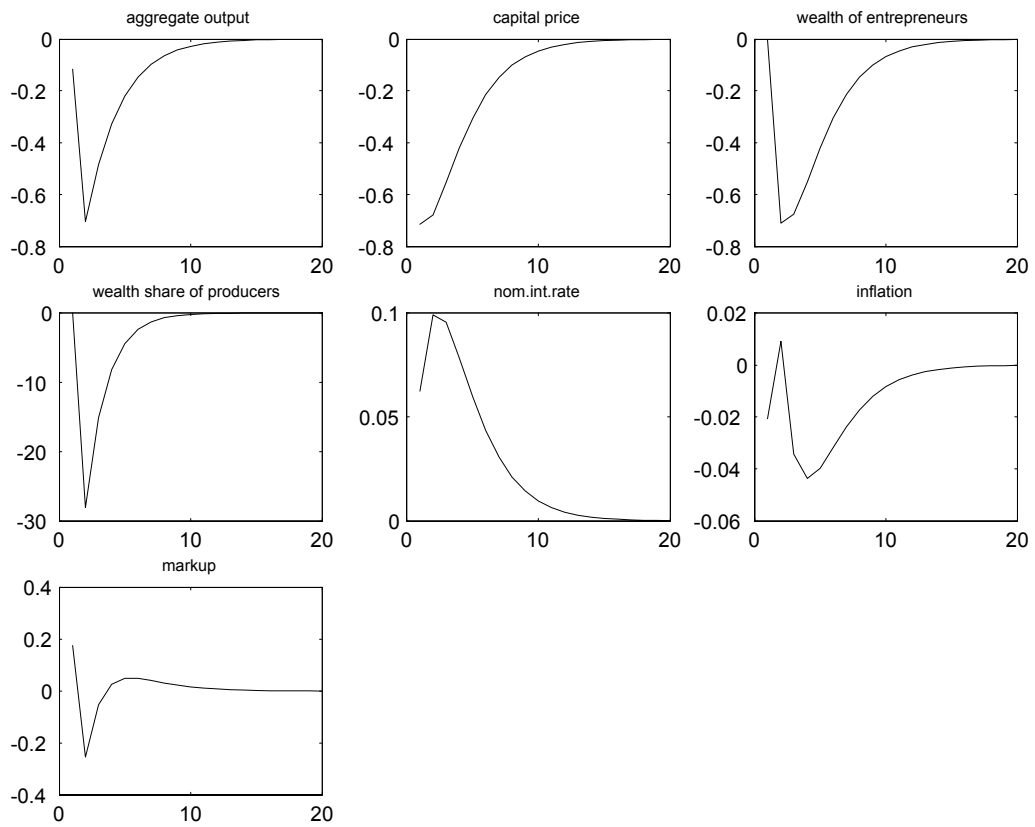 aggregate output
0
-0.2
-0.4
-0.6
-0.8
0 10 20
capital price
0
-0.2
-0.4
-0.6
-0.8
0 10 20
wealth of entrepreneurs
0
-0.2
-0.4
-0.6
-0.8
0 10 20
wealth share of producers
0
-10
-20
-30
0 10 20
nom.int.rate
0.1
0.05
0
0 10 20
inflation
0.02
0
-0.02
-0.04
-0.06
0 10 20
markup
0.4
0.2
0
-0.2
-0.4
0 10 20